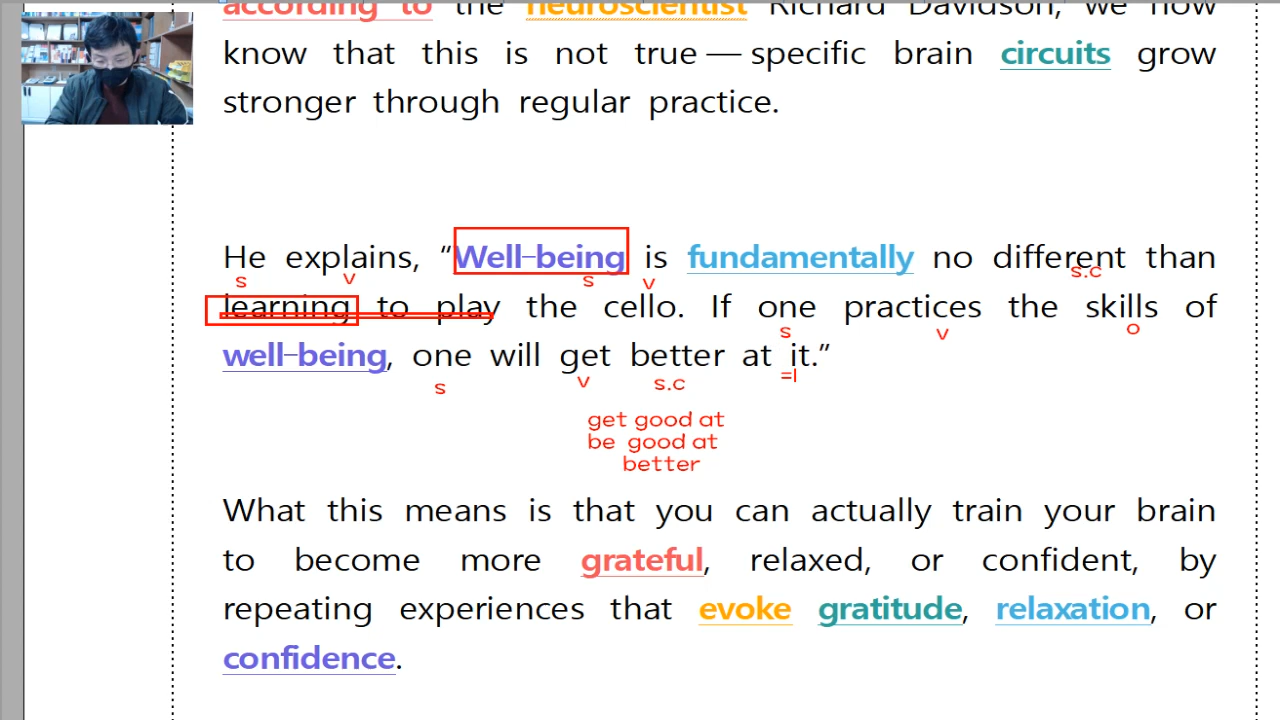 according to the neuroscientist Richard Davidson, we now
know that this is not true — specific brain circuits grow
stronger through regular practice.
He explains, “Well-being is fundamentally no different than
s v s v s.c
learning to play the cello. If one practices the skills of
s v o
well-being, one will get better at it.”
s v s.c =l
get good at
be good at
better
What this means is that you can actually train your brain
to become more grateful, relaxed, or confident, by
repeating experiences that evoke gratitude, relaxation, or
confidence.